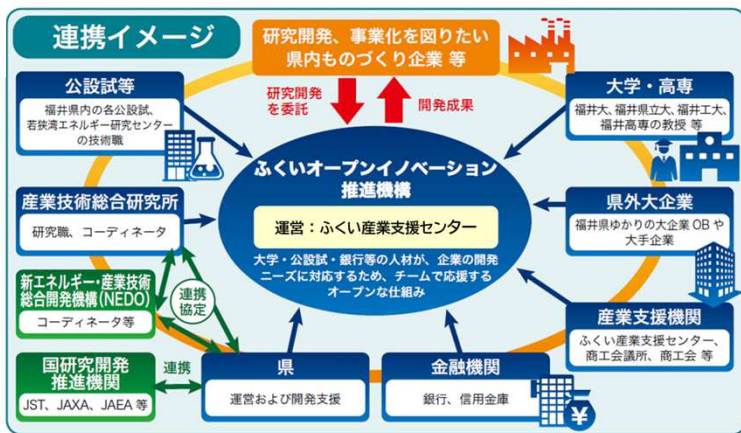 連携イメージ
研究開発、事業化を図りたい
県内ものづくり企業 等
研究開発
を委託
開発成果
公設試等
福井県内の各公設試、
若狭湾エネルギー研究センター
の技術職
大学・高専
福井大、福井県立大、福井工大、
福井高専の教授 等
ふくいオープンイノベーション
推進機構
運営：ふくい産業支援センター
大学・公設試・銀行等の人材が、企業の開発
ニーズに対応するため、チームで応援する
オープンな仕組み
産業技術総合研究所
研究職、コーディネータ
県外大企業
福井県ゆかりの大企業OBや
大手企業
新エネルギー・産業技術
総合開発機構（NEDO）
コーディネータ等
連携
協定
産業支援機関
ふくい産業支援センター、
商工会議所、商工会 等
国研究開発
推進機関
JST、JAXA、JAEA 等
連携
県
運営および開発支援
金融機関
銀行、信用金庫
¥